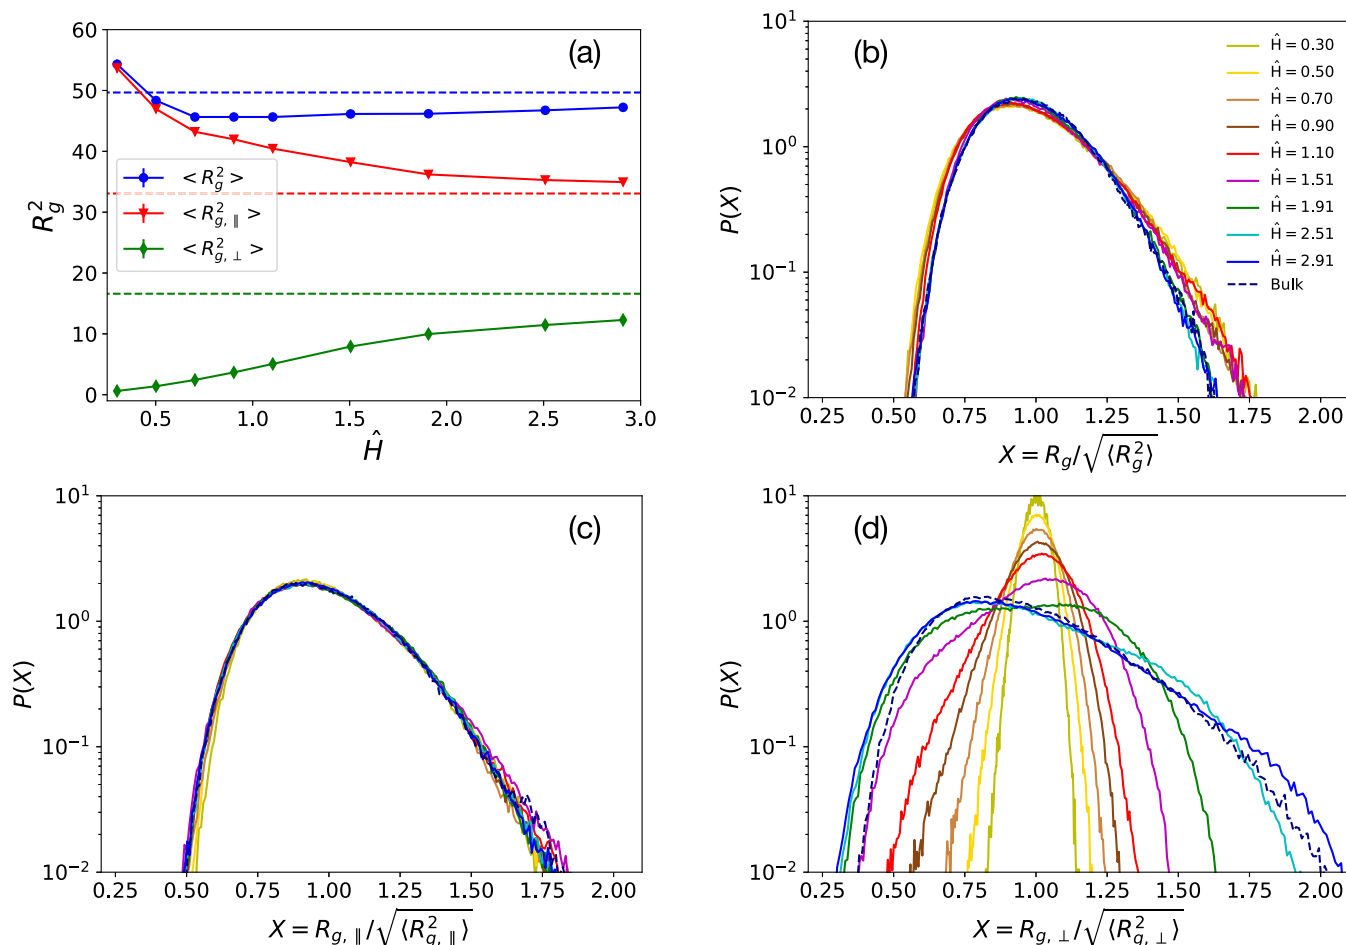 (a)
60
50
40
30
20
10
0
R_g^2
<R_g^2>
<R_{g,∥}^2>
<R_{g,⊥}^2>
0.5 1.0 1.5 2.0 2.5 3.0
Ĥ
(b)
10^1
10^0
10^{-1}
10^{-2}
P(X)
Ĥ = 0.30
Ĥ = 0.50
Ĥ = 0.70
Ĥ = 0.90
Ĥ = 1.10
Ĥ = 1.51
Ĥ = 1.91
Ĥ = 2.51
Ĥ = 2.91
Bulk
0.25 0.50 0.75 1.00 1.25 1.50 1.75 2.00
X = R_g/√⟨R_g^2⟩
(c)
10^1
10^0
10^{-1}
10^{-2}
P(X)
0.25 0.50 0.75 1.00 1.25 1.50 1.75 2.00
X = R_{g,∥}/√⟨R_{g,∥}^2⟩
(d)
10^1
10^0
10^{-1}
10^{-2}
P(X)
0.25 0.50 0.75 1.00 1.25 1.50 1.75 2.00
X = R_{g,⊥}/√⟨R_{g,⊥}^2⟩